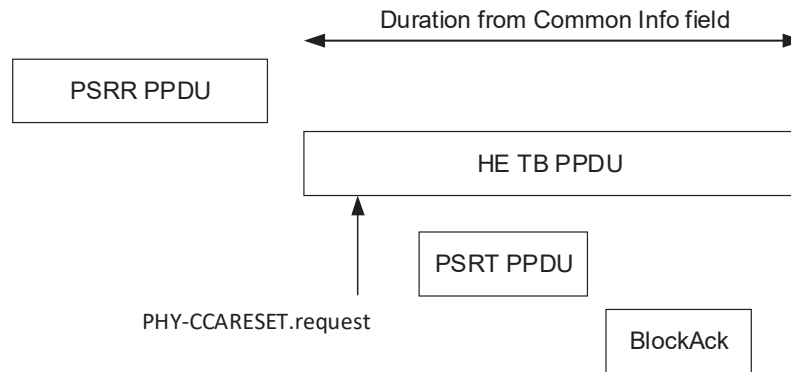 Duration from Common Info field
PSRR PPDU
HE TB PPDU
PSRT PPDU
PHY-CCARESET.request
BlockAck